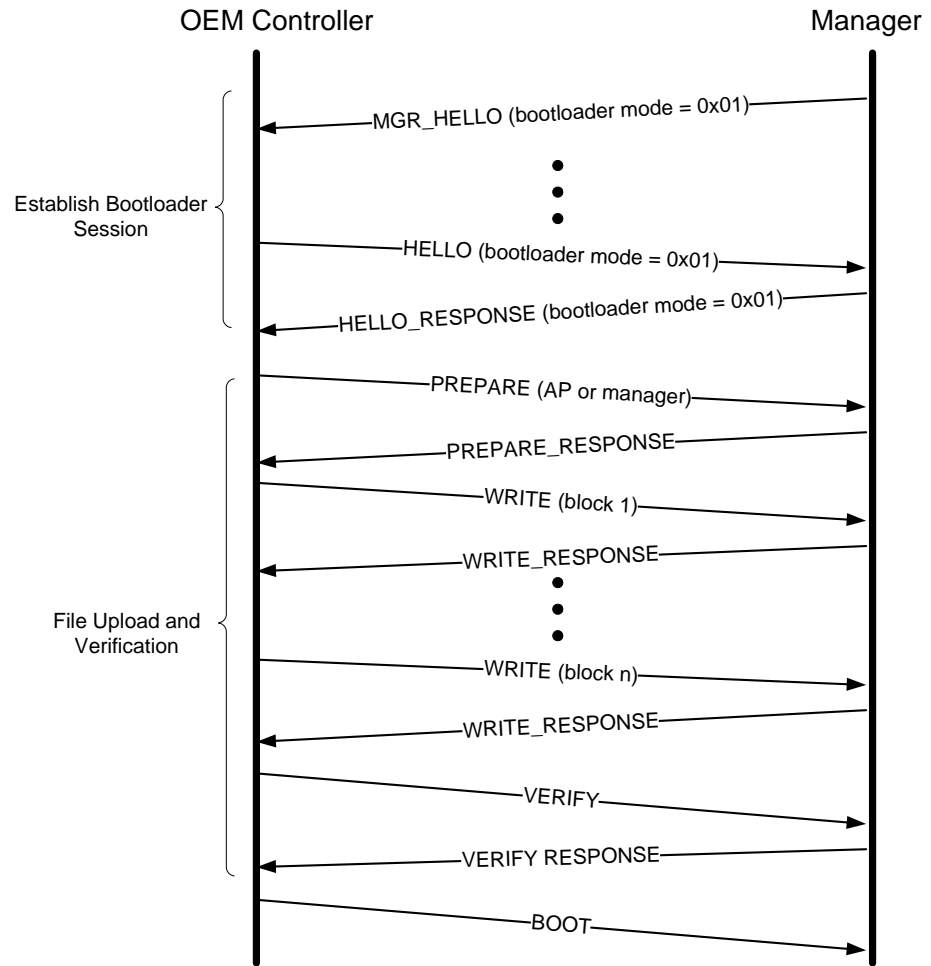 OEM Controller
Manager
MGR_HELLO (bootloader mode = 0x01)
Establish Bootloader
Session
HELLO (bootloader mode = 0x01)
HELLO_RESPONSE (bootloader mode = 0x01)
PREPARE (AP or manager)
PREPARE_RESPONSE
WRITE (block 1)
WRITE_RESPONSE
File Upload and
Verification
WRITE (block n)
WRITE_RESPONSE
VERIFY
VERIFY RESPONSE
BOOT